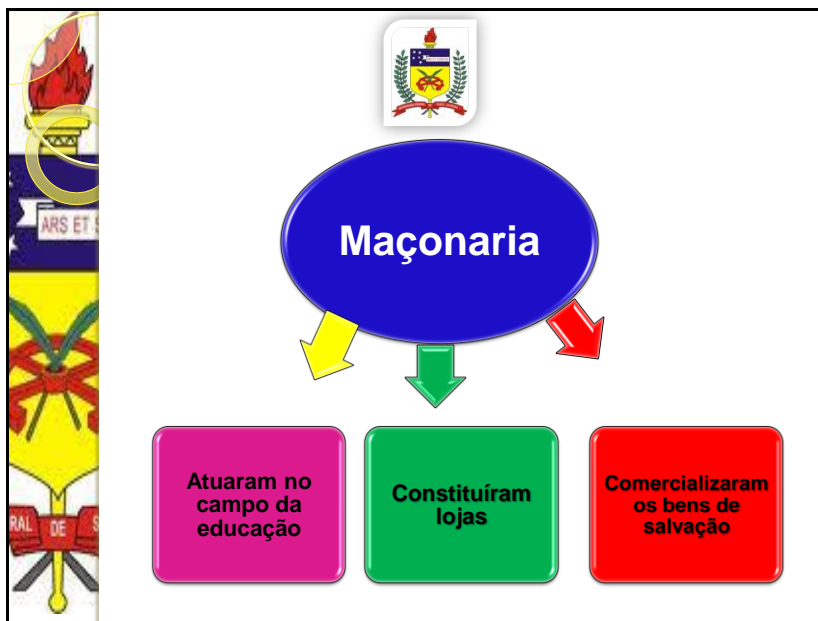 ARS ET S
RAL DE S
Maçonaria
Atuaram no
campo da
educação
Constituíram
lojas
Comercializaram
os bens de
salvação